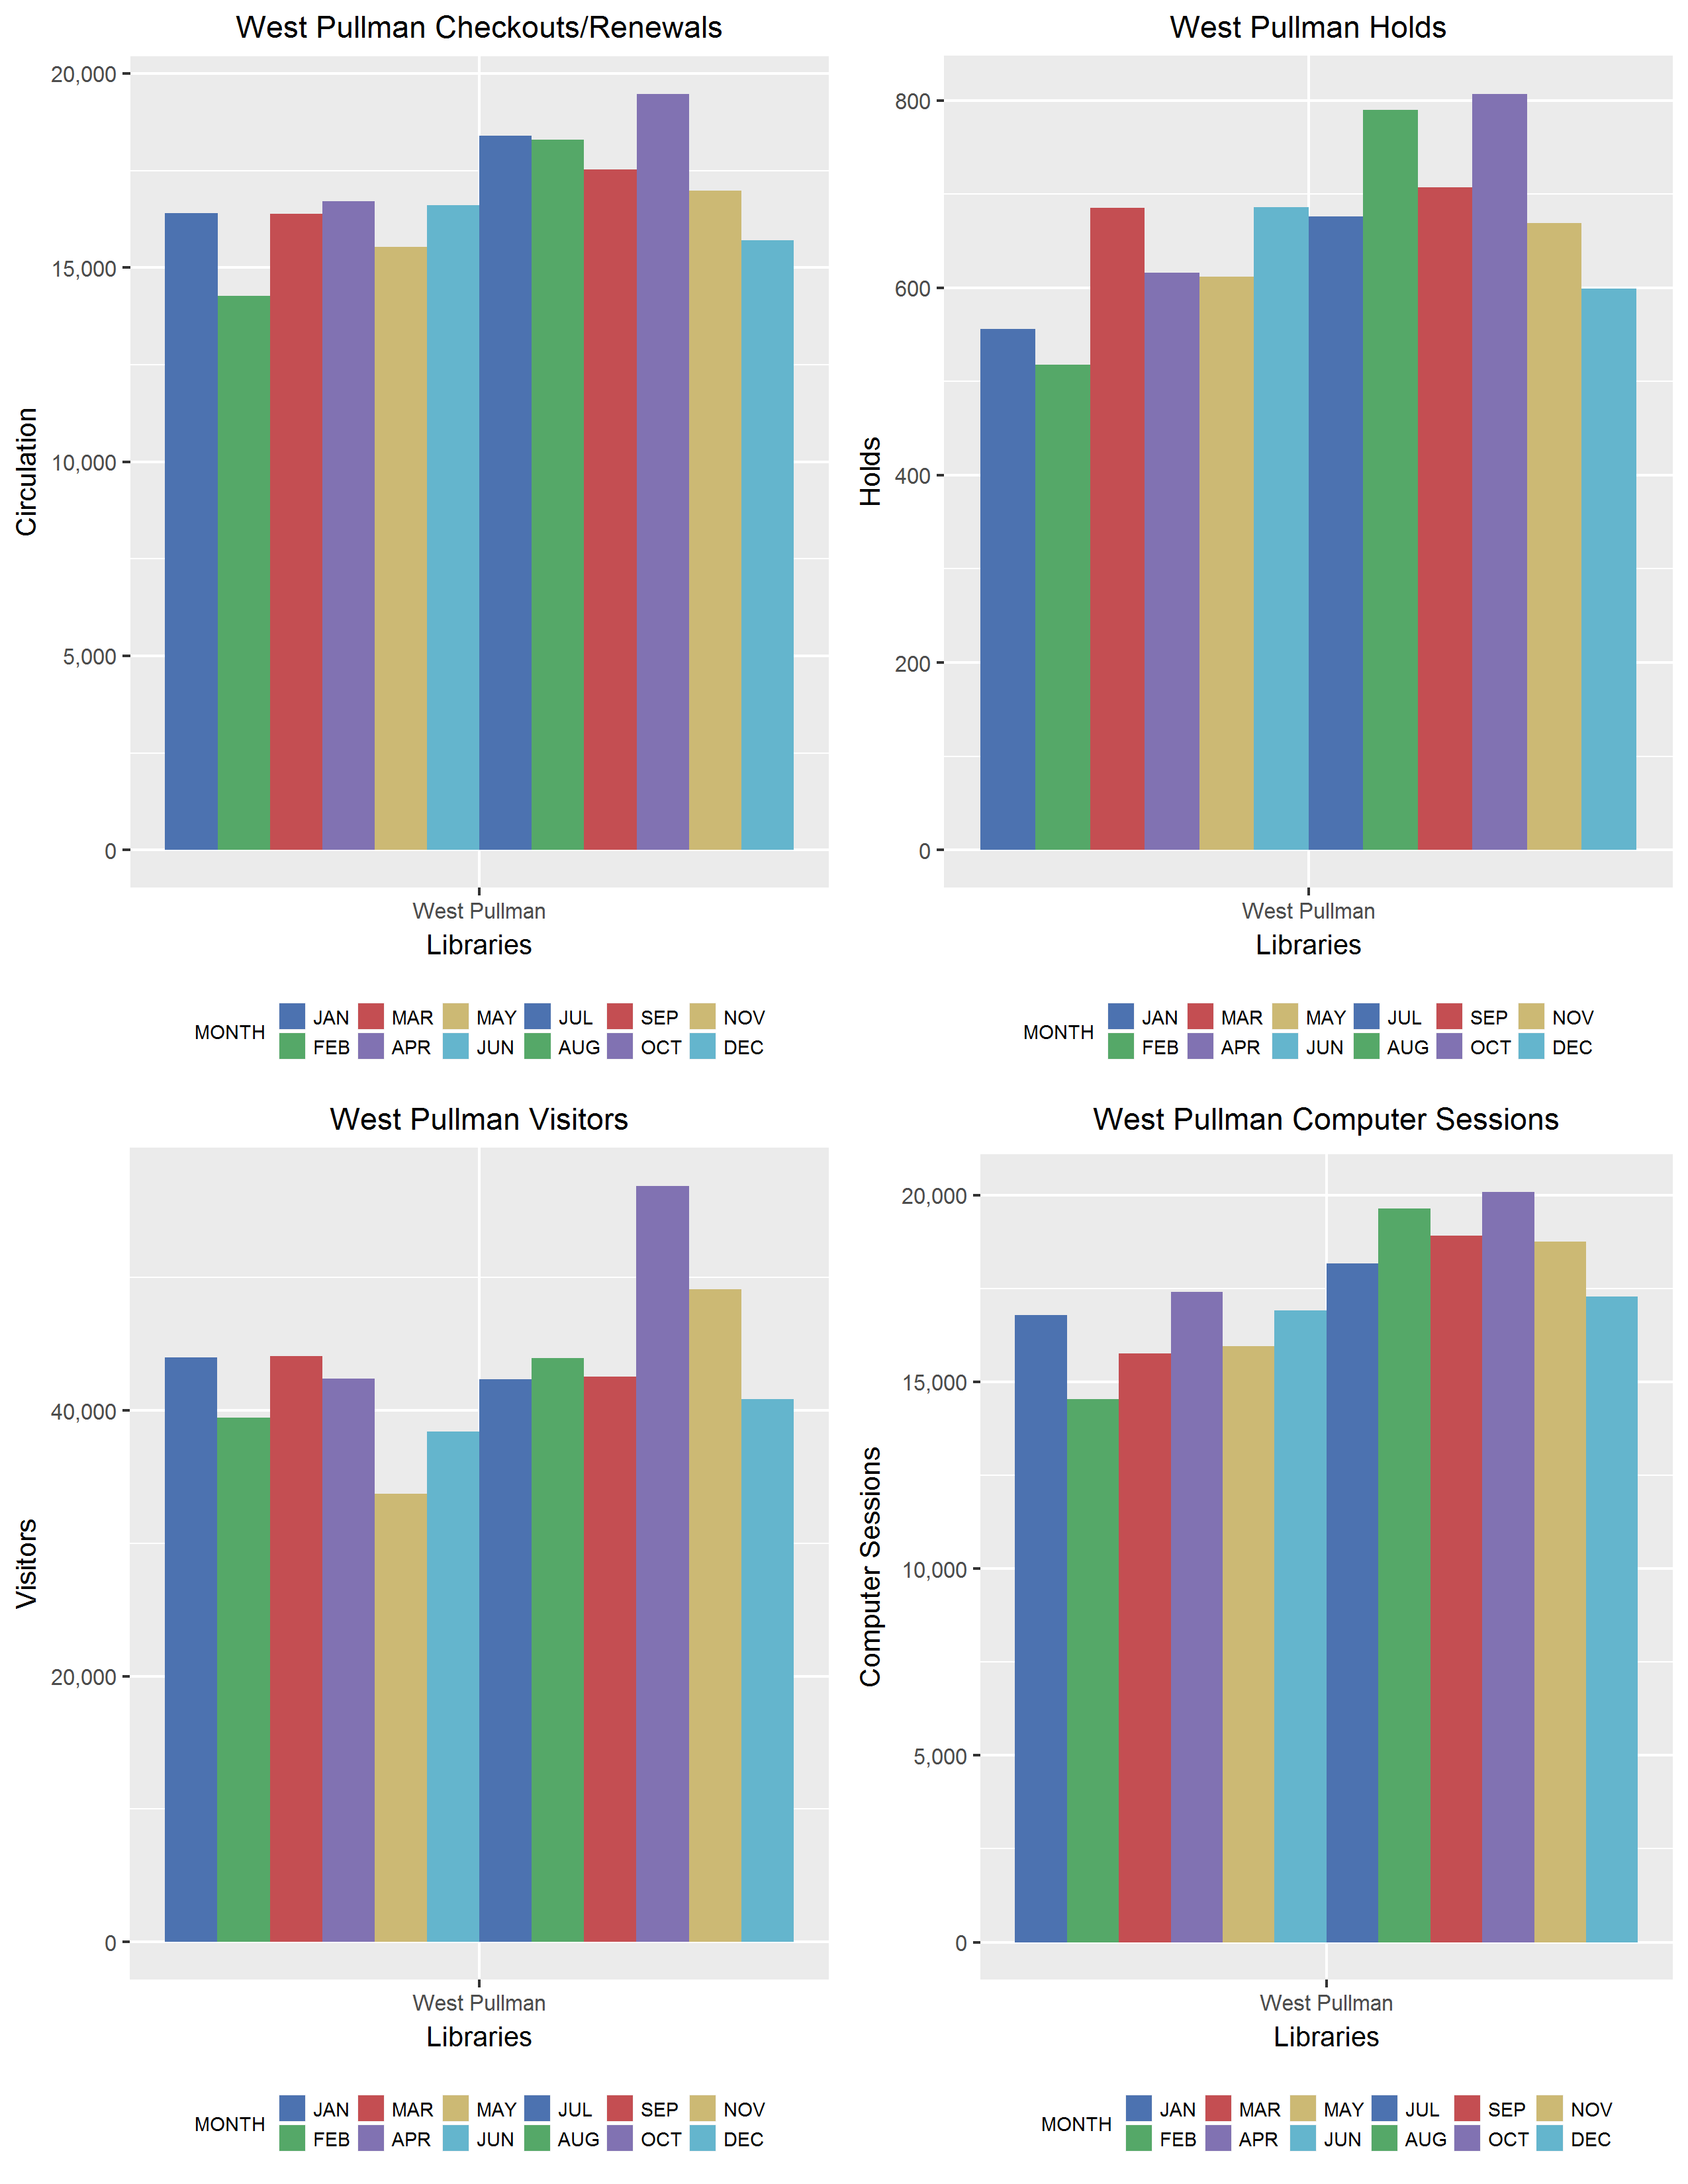 West Pullman Checkouts/Renewals
20,000
15,000
10,000
5,000
0
Circulation
West Pullman
Libraries
MONTH
JAN MAR MAY JUL SEP NOV
FEB APR JUN AUG OCT DEC
West Pullman Holds
800
600
400
200
0
Holds
West Pullman
Libraries
MONTH
JAN MAR MAY JUL SEP NOV
FEB APR JUN AUG OCT DEC
West Pullman Visitors
40,000
20,000
0
Visitors
West Pullman
Libraries
MONTH
JAN MAR MAY JUL SEP NOV
FEB APR JUN AUG OCT DEC
West Pullman Computer Sessions
20,000
15,000
10,000
5,000
0
Computer Sessions
West Pullman
Libraries
MONTH
JAN MAR MAY JUL SEP NOV
FEB APR JUN AUG OCT DEC